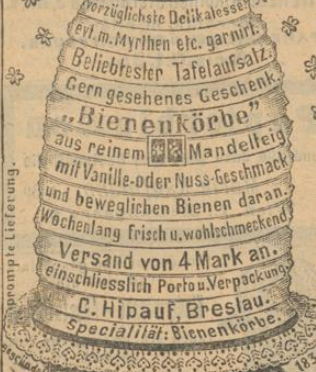 vorzüglichste Delikatesse
evt. m. Myrthen etc. garnirt.
Beliebtester Tafelaufsatz.
Gern gesehenes Geschenk.
„Bienenkörbe”
aus reinem Mandelteig
mit Vanille- oder Nuss-Geschmack
und beweglichen Bienen daran.
Wochenlang frisch u. wohlschmeckend
Versand von 4 Mark an.
einschliesslich Porto u. Verpackung.
C. Hipauf, Breslau.
Specialität: Bienenkörbe.
prompte Lieferung.